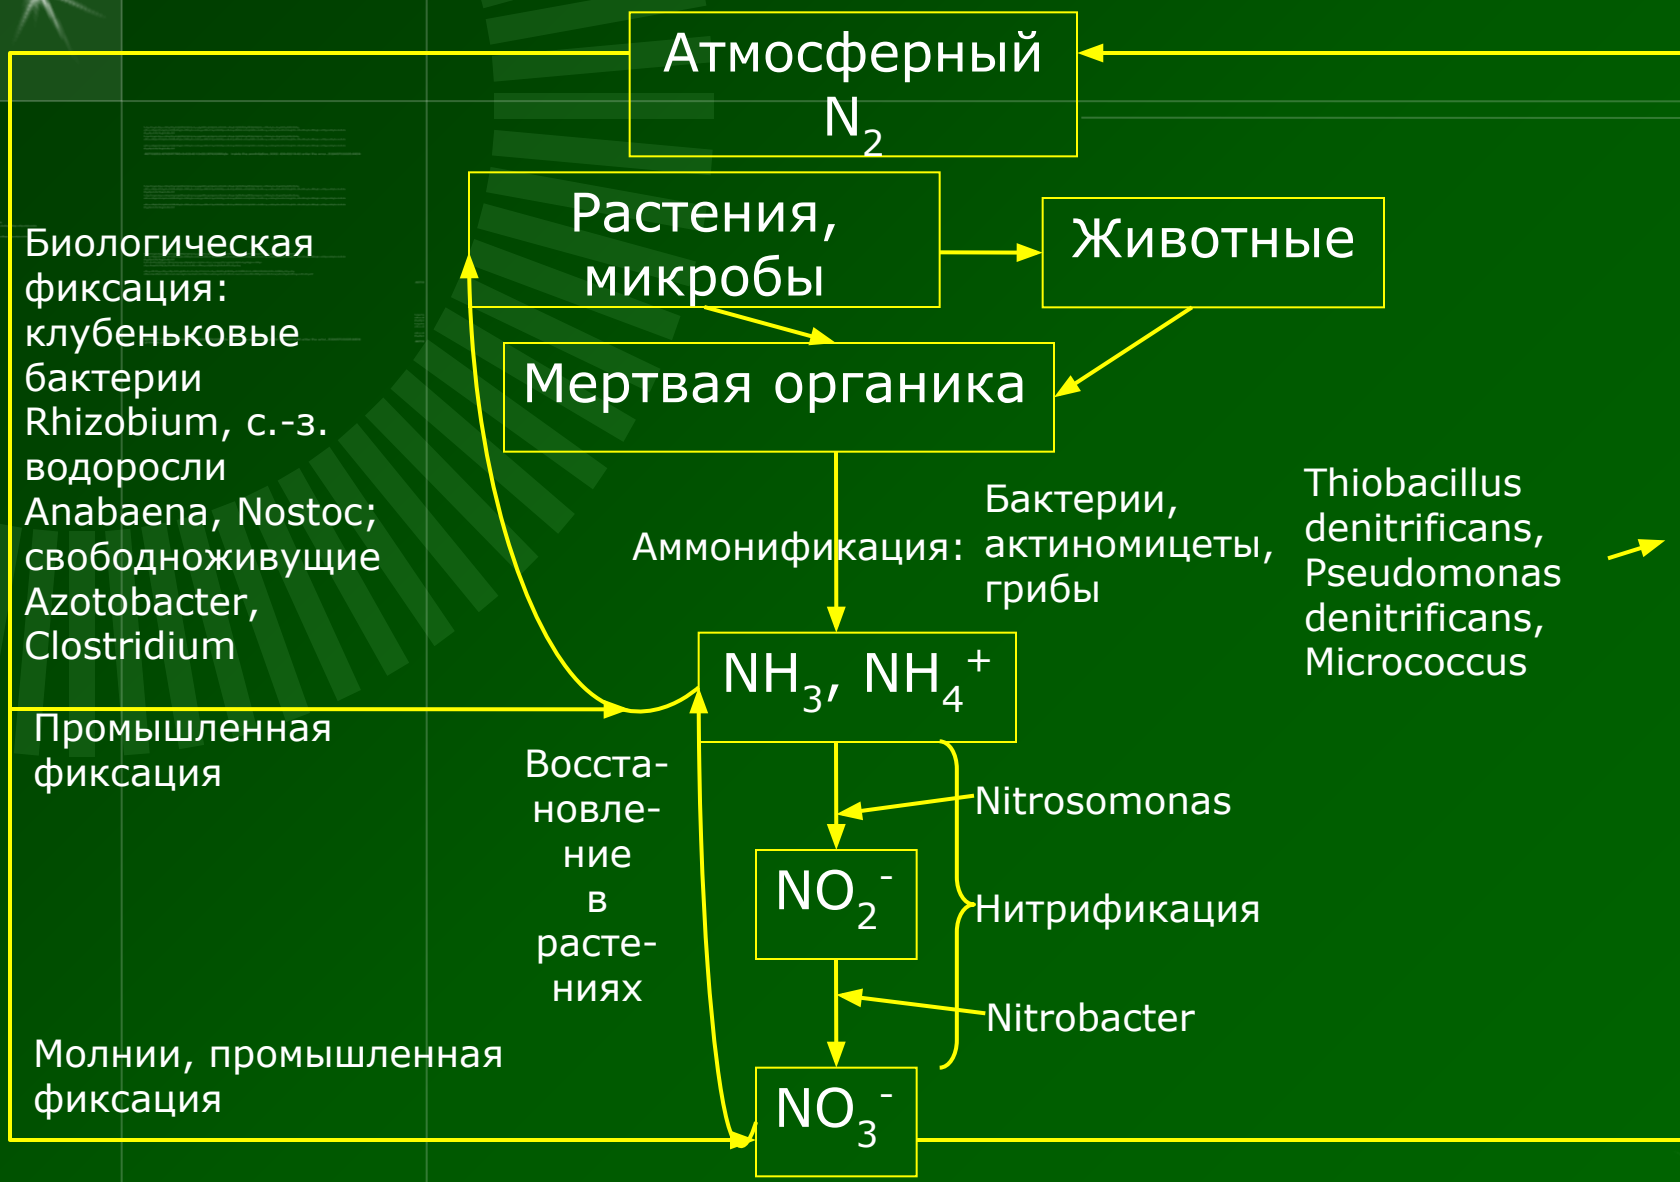 Атмосферный
N2
Растения,
микробы
Животные
Мертвая органика
Биологическая
фиксация:
клубеньковые
бактерии
Rhizobium, с.-з.
водоросли
Anabaena, Nostoc;
свободноживущие
Azotobacter,
Clostridium
Аммонификация:
Бактерии,
актиномицеты,
грибы
Thiobacillus
denitrificans,
Pseudomonas
denitrificans,
Micrococcus
NH3, NH4+
Промышленная
фиксация
Восста-
новле-
ние
в
расте-
ниях
Nitrosomonas
NO2-
Нитрификация
Nitrobacter
Молнии, промышленная
фиксация
NO3-